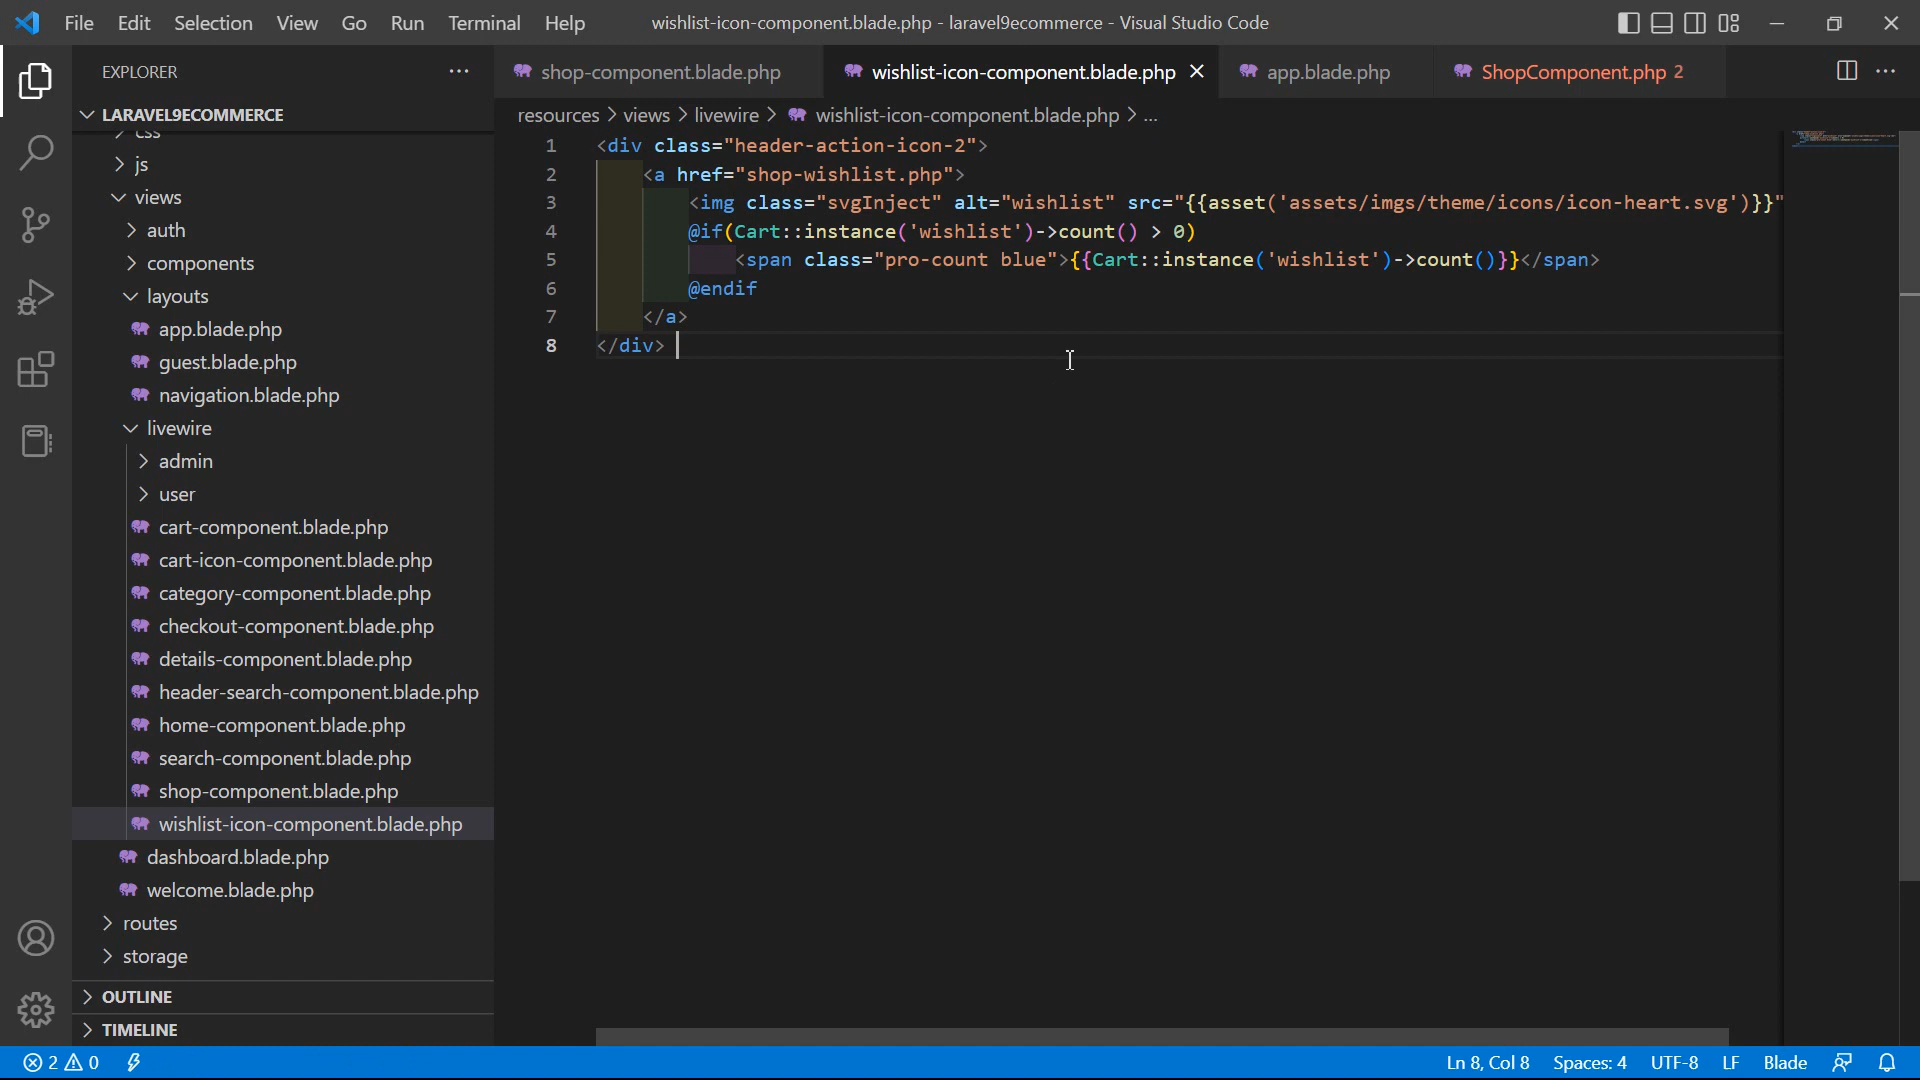 File Edit Selection View Go Run Terminal Help wishlist-icon-component.blade.php - laravel9ecommerce - Visual Studio Code
EXPLORER
LARAVEL9ECOMMERCE
css
js
views
auth
components
layouts
app.blade.php
guest.blade.php
navigation.blade.php
livewire
admin
user
cart-component.blade.php
cart-icon-component.blade.php
category-component.blade.php
checkout-component.blade.php
details-component.blade.php
header-search-component.blade.php
home-component.blade.php
search-component.blade.php
shop-component.blade.php
wishlist-icon-component.blade.php
dashboard.blade.php
welcome.blade.php
routes
storage
OUTLINE
TIMELINE
shop-component.blade.php wishlist-icon-component.blade.php app.blade.php ShopComponent.php 2
resources > views > livewire > wishlist-icon-component.blade.php > ...
1 <div class="header-action-icon-2">
2 <a href="shop-wishlist.php">
3 <img class="svgInject" alt="wishlist" src="{{asset('assets/imgs/theme/icons/icon-heart.svg')}}"
4 @if(Cart::instance('wishlist')->count() > 0)
5 <span class="pro-count blue">{{Cart::instance('wishlist')->count()}}</span>
6 @endif
7 </a>
8 </div>
2 0 Ln 8, Col 8 Spaces: 4 UTF-8 LF Blade